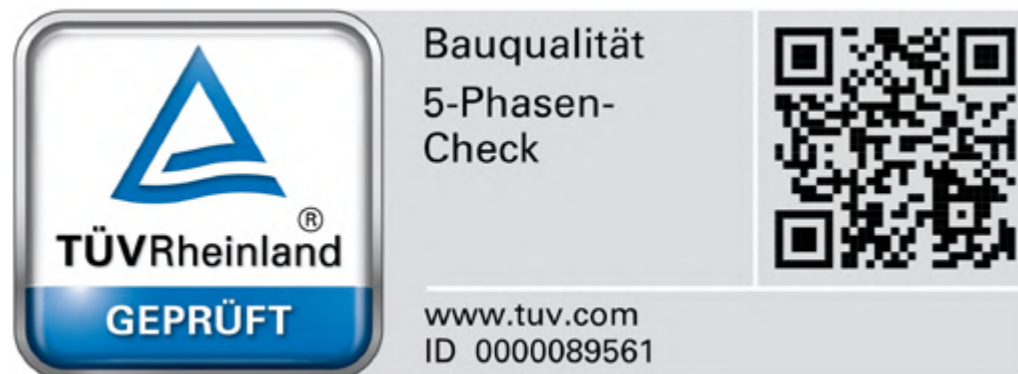 TÜVRheinland®
GEPRÜFT
Bauqualität
5-Phasen-
Check
www.tuv.com
ID 0000089561